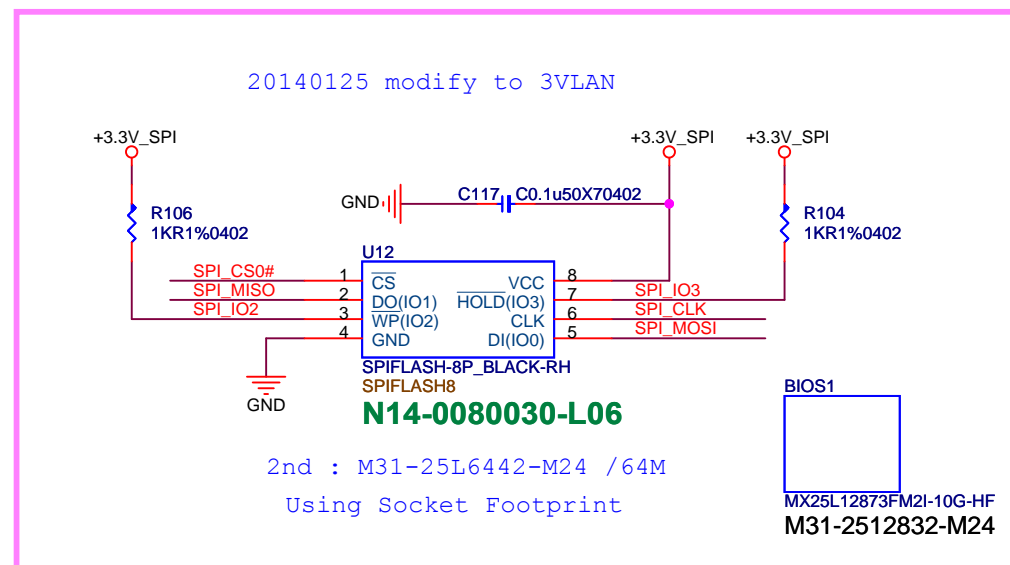 20140125 modify to 3VLAN
+3.3V_SPI
+3.3V_SPI
+3.3V_SPI
GND
C117
C0.1u50X70402
R106
1KR1%0402
R104
1KR1%0402
U12
SPI_CS0#
1
CS
VCC
8
SPI_MISO
2
DO(IO1)
HOLD(IO3)
7
SPI_IO3
SPI_IO2
3
WP(IO2)
CLK
6
SPI_CLK
4
GND
DI(IO0)
5
SPI_MOSI
SPIFLASH-8P_BLACK-RH
SPIFLASH8
N14-0080030-L06
GND
BIOS1
2nd : M31-25L6442-M24 /64M
Using Socket Footprint
MX25L12873FM2I-10G-HF
M31-2512832-M24